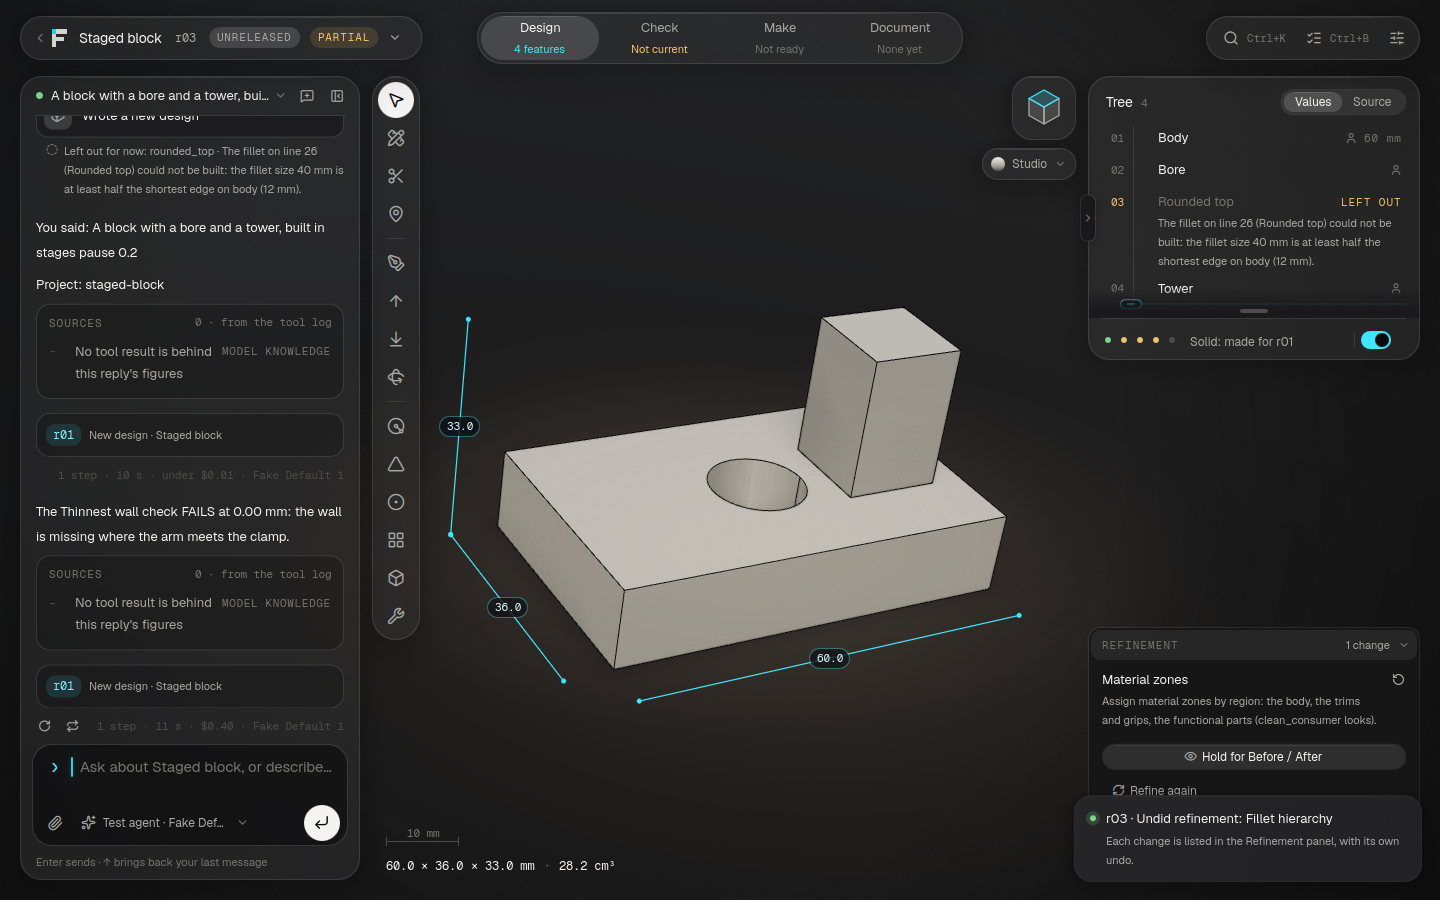 Staged block r03 UNRELEASED PARTIAL
Design
4 features
Check
Not current
Make
Not ready
Document
None yet
Ctrl+K
Ctrl+B
A block with a bore and a tower, bui...
Wrote a new design
Left out for now: rounded_top · The fillet on line 26
(Rounded top) could not be built: the fillet size 40 mm is
at least half the shortest edge on body (12 mm).
You said: A block with a bore and a tower, built in
stages pause 0.2
Project: staged-block
SOURCES 0 · from the tool log
– No tool result is behind MODEL KNOWLEDGE
this reply's figures
r01 New design · Staged block
1 step · 10 s · under $0.01 · Fake Default 1
The Thinnest wall check FAILS at 0.00 mm: the wall
is missing where the arm meets the clamp.
SOURCES 0 · from the tool log
– No tool result is behind MODEL KNOWLEDGE
this reply's figures
r01 New design · Staged block
1 step · 11 s · $0.40 · Fake Default 1
Ask about Staged block, or describe...
Test agent · Fake Def...
Enter sends · ↑ brings back your last message
33.0
36.0
60.0
10 mm
60.0 × 36.0 × 33.0 mm · 28.2 cm³
Studio
Tree 4
Values Source
01 Body 60 mm
02 Bore
03 Rounded top LEFT OUT
The fillet on line 26 (Rounded top) could not be
built: the fillet size 40 mm is at least half the
shortest edge on body (12 mm).
04 Tower
Solid: made for r01
REFINEMENT 1 change
Material zones
Assign material zones by region: the body, the trims
and grips, the functional parts (clean_consumer looks).
Hold for Before / After
Refine again
r03 · Undid refinement: Fillet hierarchy
Each change is listed in the Refinement panel, with its own
undo.